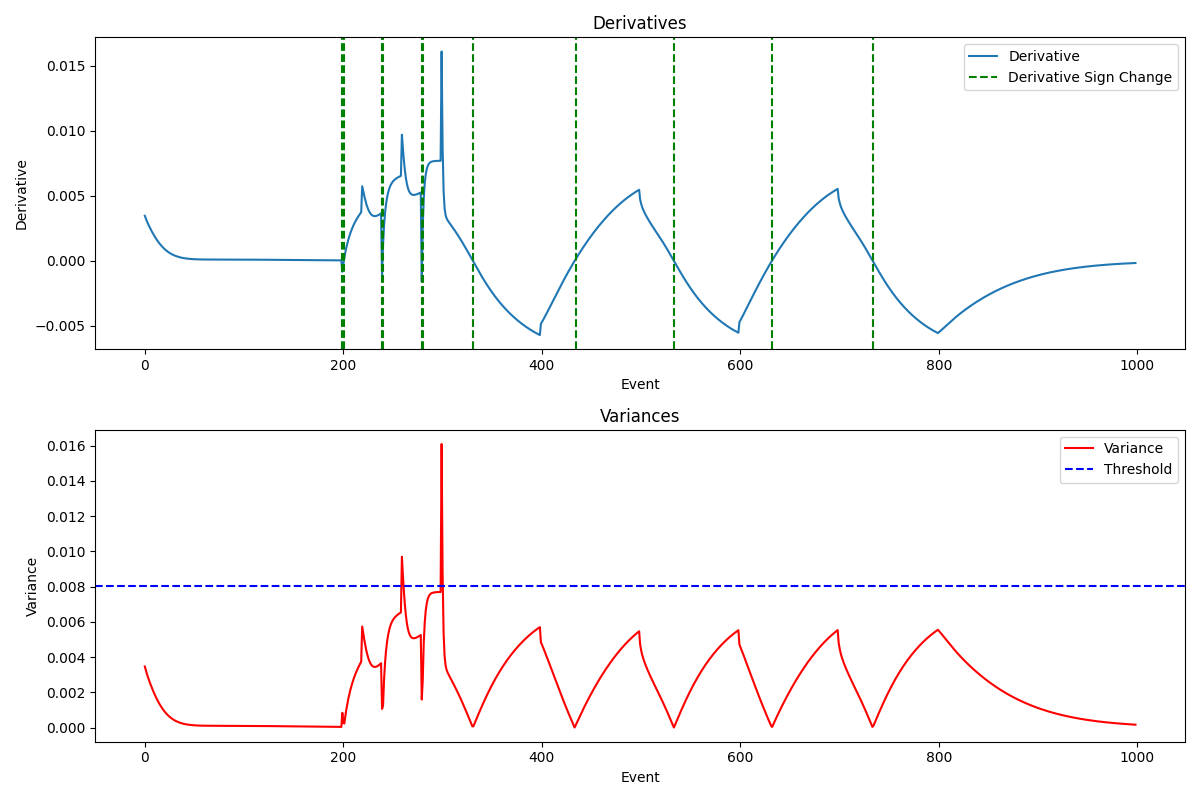 Derivatives
Derivative
Derivative Sign Change
0.015
0.010
0.005
0.000
−0.005
Derivative
0 200 400 600 800 1000
Event
Variances
Variance
Threshold
0.016
0.014
0.012
0.010
0.008
0.006
0.004
0.002
0.000
Variance
0 200 400 600 800 1000
Event